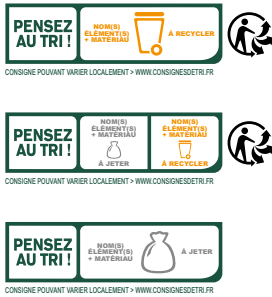 PENSEZ
AU TRI !
NOM(S)
ÉLÉMENT(S)
+ MATÉRIAU
À RECYCLER
CONSIGNE POUVANT VARIER LOCALEMENT > WWW.CONSIGNESDETRI.FR
PENSEZ
AU TRI !
NOM(S)
ÉLÉMENT(S)
+ MATÉRIAU
À JETER
NOM(S)
ÉLÉMENT(S)
+ MATÉRIAU
À RECYCLER
CONSIGNE POUVANT VARIER LOCALEMENT > WWW.CONSIGNESDETRI.FR
PENSEZ
AU TRI !
NOM(S)
ÉLÉMENT(S)
+ MATÉRIAU
À JETER
CONSIGNE POUVANT VARIER LOCALEMENT > WWW.CONSIGNESDETRI.FR